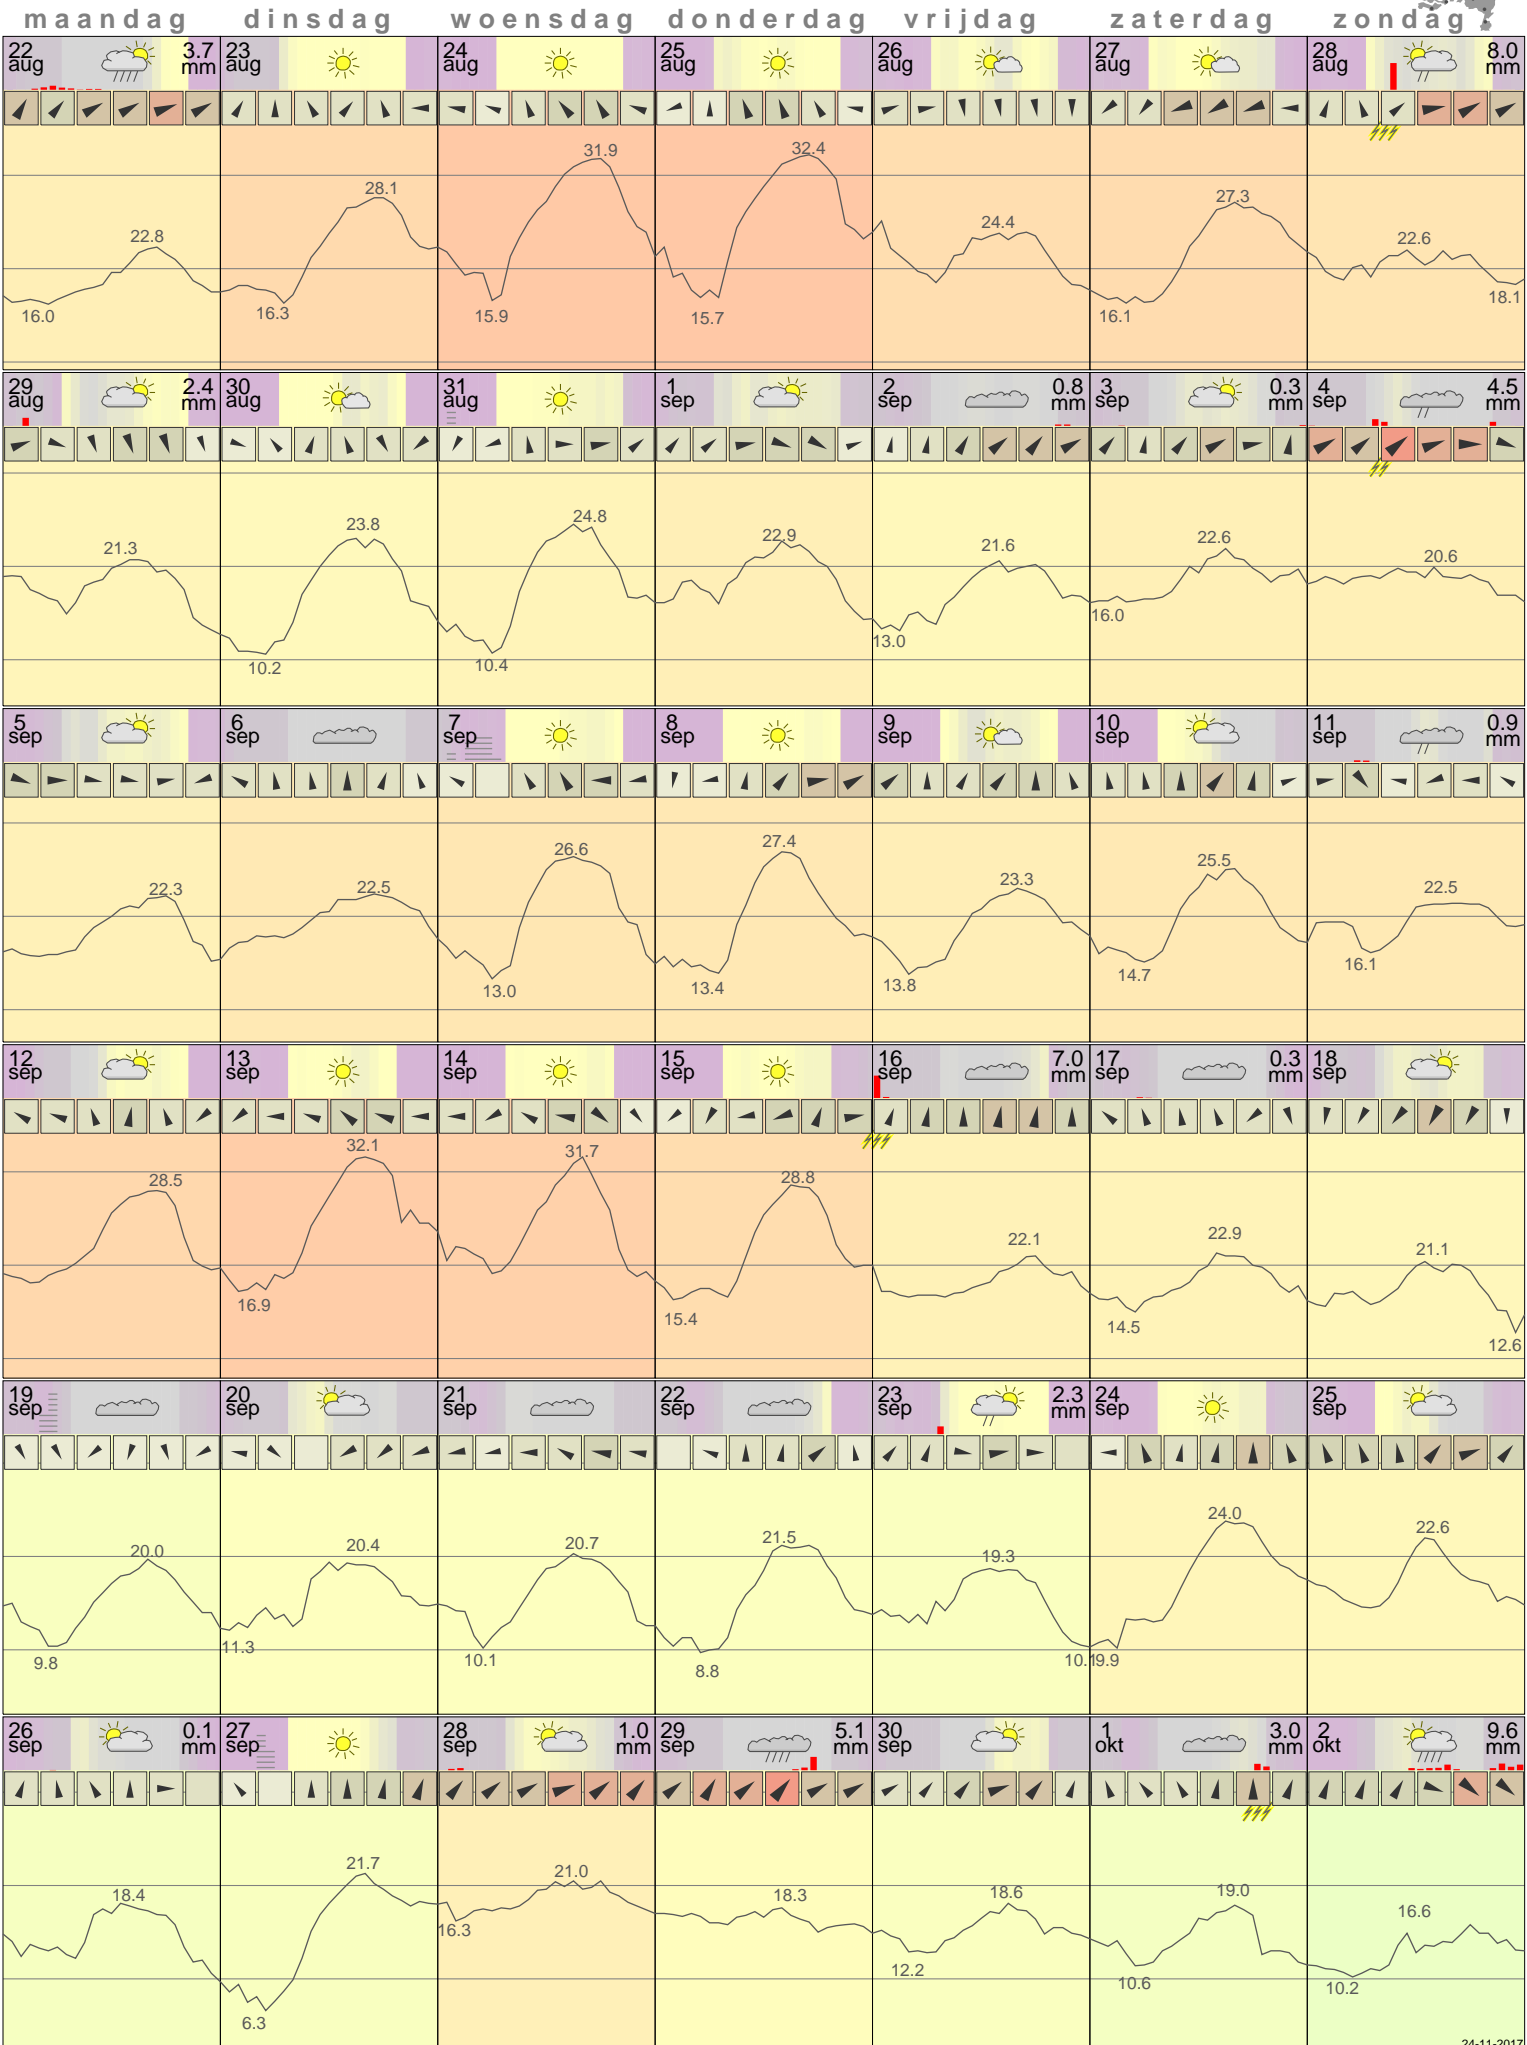 maandag dinsdag woensdag donderdag vrijdag zaterdag zondag
22 aug 3.7 mm 23 aug 24 aug 25 aug 26 aug 27 aug 28 aug 8.0 mm
31.9 32.4
28.1 27.3
22.8 24.4 22.6
16.0 16.3 15.9 15.7 16.1 18.1
29 aug 2.4 mm 30 aug 31 aug 1 sep 2 sep 0.8 mm 3 sep 0.3 mm 4 sep 4.5 mm
21.3 23.8 24.8 22.9 21.6 22.6 20.6
10.2 10.4 13.0 16.0
5 sep 6 sep 7 sep 8 sep 9 sep 10 sep 11 sep 0.9 mm
22.3 22.5 26.6 27.4 23.3 25.5 22.5
13.0 13.4 13.8 14.7 16.1
12 sep 13 sep 14 sep 15 sep 16 sep 7.0 mm 17 sep 0.3 mm 18 sep
28.5 32.1 31.7 28.8 22.1 22.9 21.1
16.9 15.4 14.5 12.6
19 sep 20 sep 21 sep 22 sep 23 sep 2.3 mm 24 sep 25 sep
20.0 20.4 20.7 21.5 19.3 24.0 22.6
9.8 11.3 10.1 8.8 10.1 9.9
26 sep 0.1 mm 27 sep 28 sep 1.0 mm 29 sep 5.1 mm 30 sep 1 okt 3.0 mm 2 okt 9.6 mm
18.4 21.7 21.0 18.3 18.6 19.0 16.6
6.3 16.3 12.2 10.6 10.2
24-11-2017